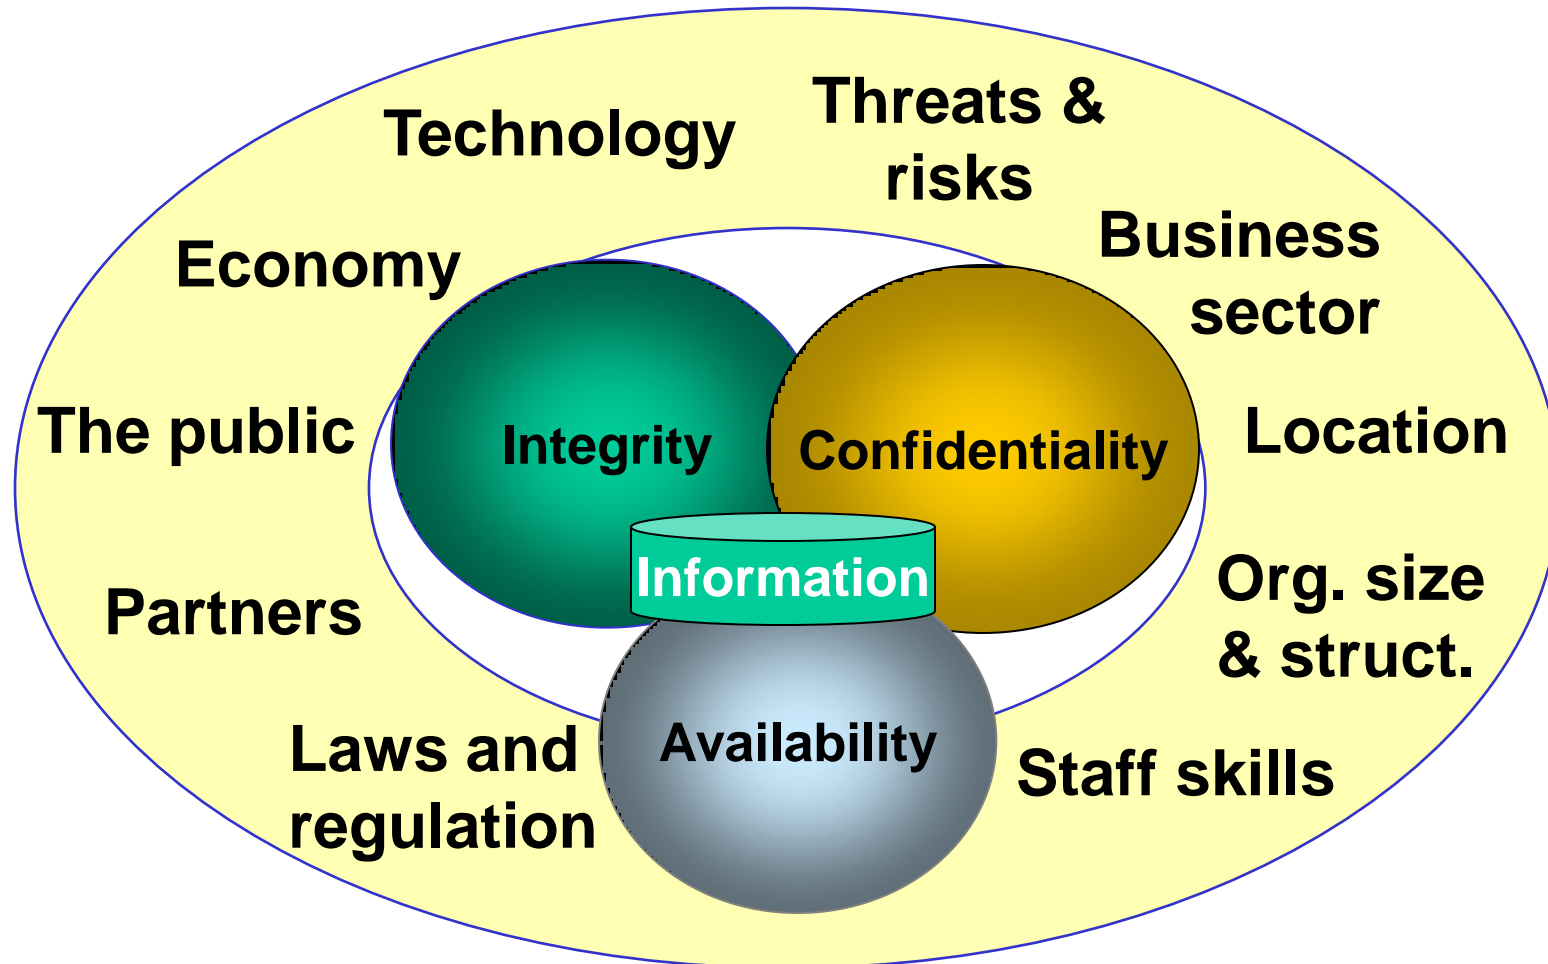 Technology
Threats &
risks
Economy
Business
sector
The public
Integrity
Confidentiality
Location
Information
Partners
Org. size
& struct.
Laws and
regulation
Availability
Staff skills